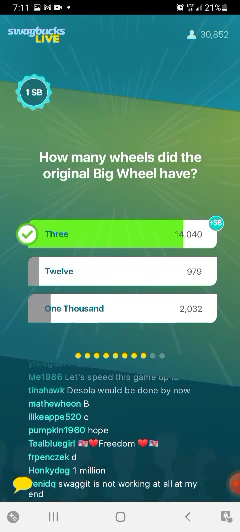 7:11
21%
swagbucks
LIVE
30,852
1 SB
How many wheels did the
original Big Wheel have?
+SB
Three 14,040
Twelve 979
One Thousand 2,032
Me1986 Let's speed this game up
tinahawk Desola would be done by now
mathewheon B
ilikeappe520 c
pumpkin1960 hope
Tealbluegirl Freedom
frpenczek d
Honkydog 1 million
swaggit is not working at all at my
end